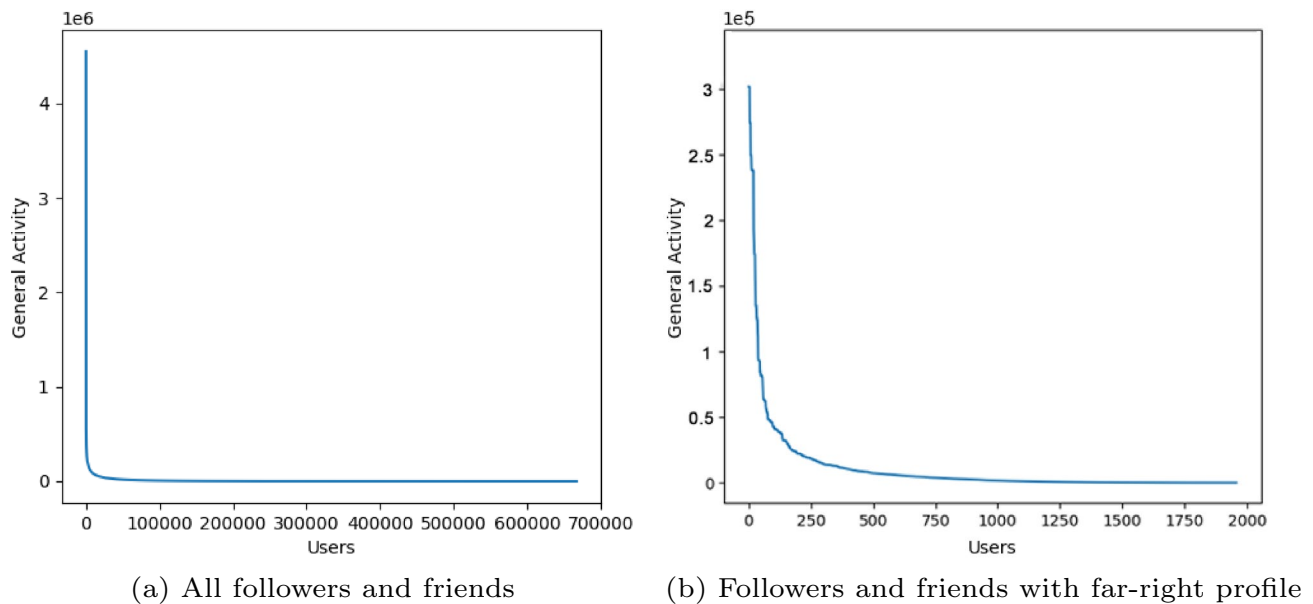 1e6
4
3
2
1
0
General Activity
0 100000 200000 300000 400000 500000 600000 700000
Users
(a) All followers and friends
1e5
3
2.5
2
1.5
1
0.5
0
General Activity
0 250 500 750 1000 1250 1500 1750 2000
Users
(b) Followers and friends with far-right profile